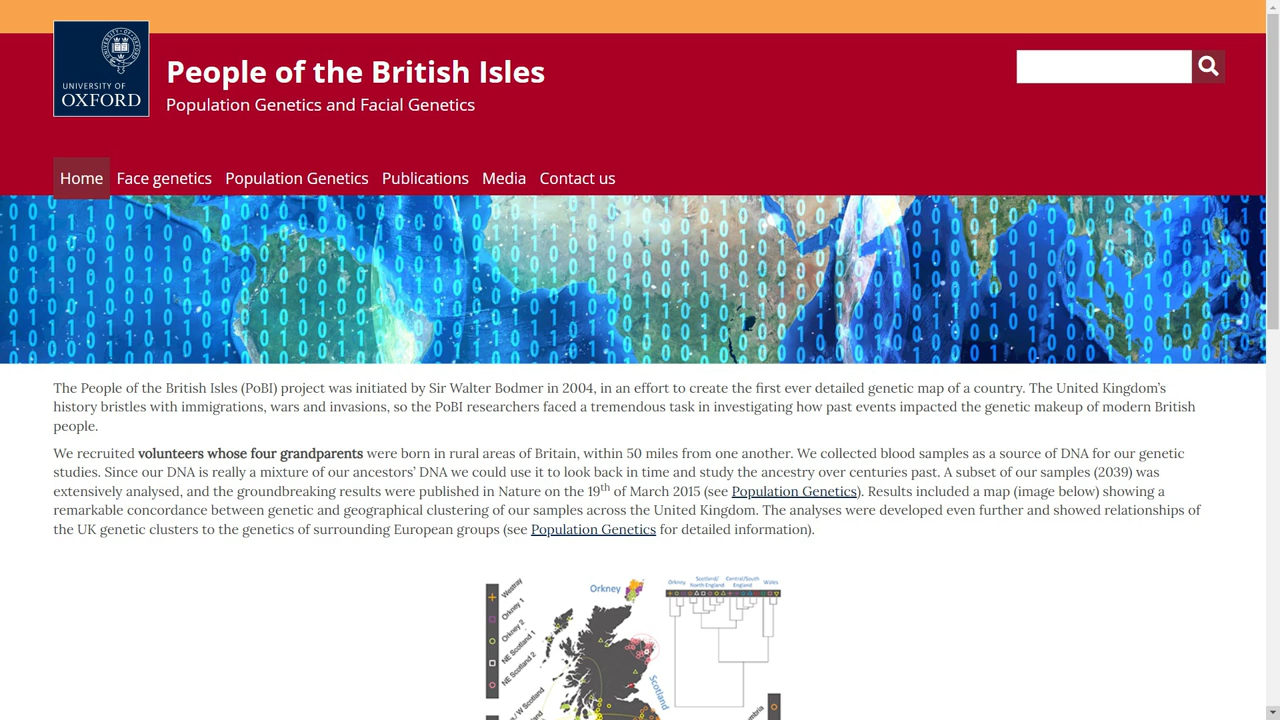 UNIVERSITY OF
OXFORD
People of the British Isles
Population Genetics and Facial Genetics
Home Face genetics Population Genetics Publications Media Contact us
The People of the British Isles (PoBI) project was initiated by Sir Walter Bodmer in 2004, in an effort to create the first ever detailed genetic map of a country. The United Kingdom’s
history bristles with immigrations, wars and invasions, so the PoBI researchers faced a tremendous task in investigating how past events impacted the genetic makeup of modern British
people.
We recruited volunteers whose four grandparents were born in rural areas of Britain, within 50 miles from one another. We collected blood samples as a source of DNA for our genetic
studies. Since our DNA is really a mixture of our ancestors’ DNA we could use it to look back in time and study the ancestry over centuries past. A subset of our samples (2039) was
extensively analysed, and the groundbreaking results were published in Nature on the 19th of March 2015 (see Population Genetics). Results included a map (image below) showing a
remarkable concordance between genetic and geographical clustering of our samples across the United Kingdom. The analyses were developed even further and showed relationships of
the UK genetic clusters to the genetics of surrounding European groups (see Population Genetics for detailed information).
Westray
Orkney 1
Orkney 2
NE Scotland 1
NE Scotland 2
Orkney
Scotland
Orkney Scotland/ North England Central/South England Wales